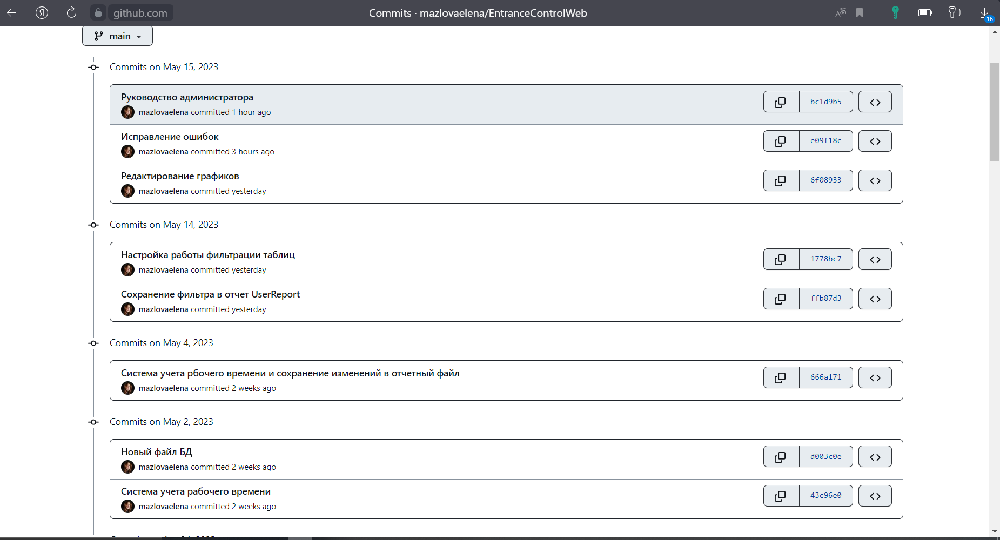 github.com
Commits · mazlovaelena/EntranceControlWeb
16
main
Commits on May 15, 2023
Руководство администратора
mazlovaelena committed 1 hour ago
bc1d9b5
Исправление ошибок
mazlovaelena committed 3 hours ago
e09f18c
Редактирование графиков
mazlovaelena committed yesterday
6f08933
Commits on May 14, 2023
Настройка работы фильтрации таблиц
mazlovaelena committed yesterday
1778bc7
Сохранение фильтра в отчет UserReport
mazlovaelena committed yesterday
ffb87d3
Commits on May 4, 2023
Система учета рбочего времени и сохранение изменений в отчетный файл
mazlovaelena committed 2 weeks ago
666a171
Commits on May 2, 2023
Новый файл БД
mazlovaelena committed 2 weeks ago
d003c0e
Система учета рабочего времени
mazlovaelena committed 2 weeks ago
43c96e0